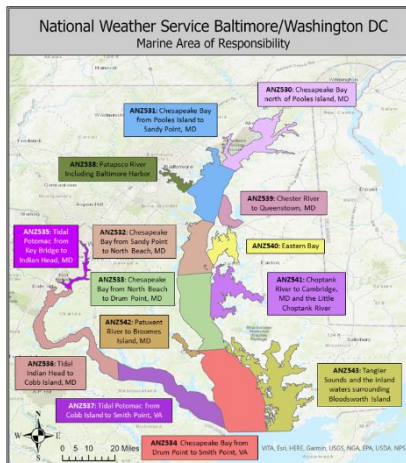 National Weather Service Baltimore/Washington DC
Marine Area of Responsibility
ANZ530: Chesapeake Bay
north of Pooles Island, MD
ANZ531: Chesapeake Bay
from Pooles Island to
Sandy Point, MD
ANZ538: Patapsco River
Including Baltimore Harbor
ANZ539: Chester River
to Queenstown, MD
ANZ535: Tidal
Potomac from
Key Bridge to
Indian Head, MD
ANZ532: Chesapeake
Bay from Sandy Point
to North Beach, MD
ANZ540: Eastern Bay
ANZ533: Chesapeake
Bay from North Beach
to Drum Point, MD
ANZ541: Choptank
River to Cambridge,
MD and the Little
Choptank River
ANZ542: Patuxent
River to Broomes
Island, MD
ANZ536: Tidal
Indian Head to
Cobb Island, MD
ANZ543: Tangier
Sounds and the inland
waters surrounding
Bloodsworth Island
ANZ537: Tidal Potomac from
Cobb Island to Smith Point, VA
ANZ534 Chesapeake Bay from
Drum Point to Smith Point, VA
N
W
E
S
0
5
10
20 Miles
VITA, Esri, HERE, Garmin, USGS, NGA, EPA, USDA, NPS